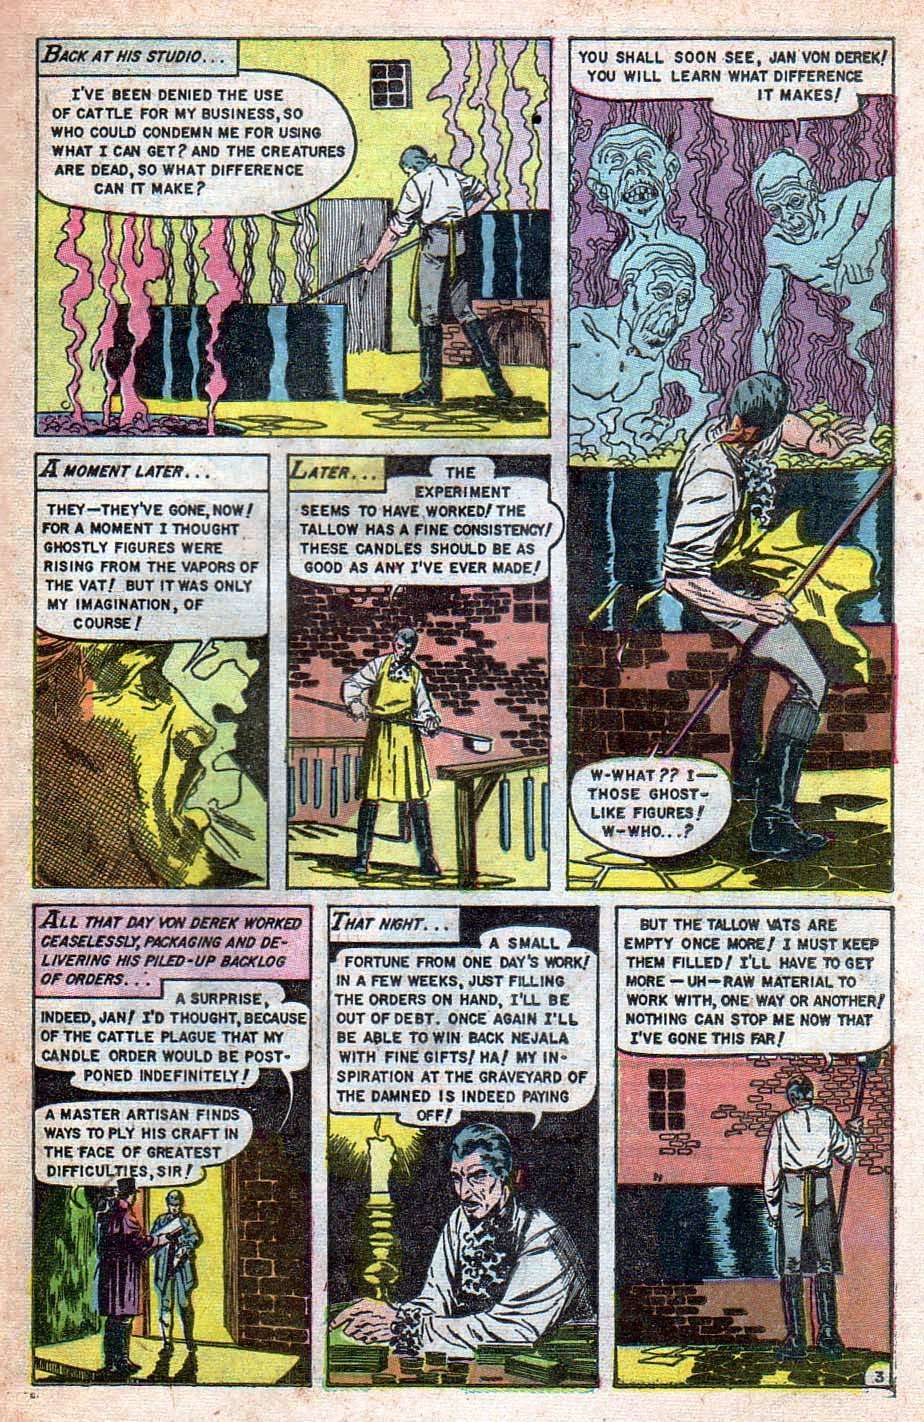 BACK AT HIS STUDIO...
I'VE BEEN DENIED THE USE
OF CATTLE FOR MY BUSINESS, SO
WHO COULD CONDEMN ME FOR USING
WHAT I CAN GET? AND THE CREATURES
ARE DEAD, SO WHAT DIFFERENCE
CAN IT MAKE?
YOU SHALL SOON SEE, JAN VON DEREK!
YOU WILL LEARN WHAT DIFFERENCE
IT MAKES!
W-WHAT?? I—
THOSE GHOST-
LIKE FIGURES!
W-WHO...?
A MOMENT LATER...
THEY—THEY'VE GONE, NOW!
FOR A MOMENT I THOUGHT
GHOSTLY FIGURES WERE
RISING FROM THE VAPORS OF
THE VAT! BUT IT WAS ONLY
MY IMAGINATION, OF
COURSE!
LATER...
THE
EXPERIMENT
SEEMS TO HAVE WORKED! THE
TALLOW HAS A FINE CONSISTENCY!
THESE CANDLES SHOULD BE AS
GOOD AS ANY I'VE EVER MADE!
ALL THAT DAY VON DEREK WORKED
CEASELESSLY, PACKAGING AND DE-
LIVERING HIS PILED-UP BACKLOG
OF ORDERS...
A SURPRISE,
INDEED, JAN! I'D THOUGHT, BECAUSE
OF THE CATTLE PLAGUE THAT MY
CANDLE ORDER WOULD BE POST-
PONED INDEFINITELY!
A MASTER ARTISAN FINDS
WAYS TO PLY HIS CRAFT IN
THE FACE OF GREATEST
DIFFICULTIES, SIR!
THAT NIGHT...
A SMALL
FORTUNE FROM ONE DAY'S WORK!
IN A FEW WEEKS, JUST FILLING
THE ORDERS ON HAND, I'LL BE
OUT OF DEBT. ONCE AGAIN I'LL
BE ABLE TO WIN BACK NEJALA
WITH FINE GIFTS! HA! MY IN-
SPIRATION AT THE GRAVEYARD OF
THE DAMNED IS INDEED PAYING
OFF!
BUT THE TALLOW VATS ARE
EMPTY ONCE MORE! I MUST KEEP
THEM FILLED! I'LL HAVE TO GET
MORE—UH—RAW MATERIAL TO
WORK WITH, ONE WAY OR ANOTHER!
NOTHING CAN STOP ME NOW THAT
I'VE GONE THIS FAR!
3